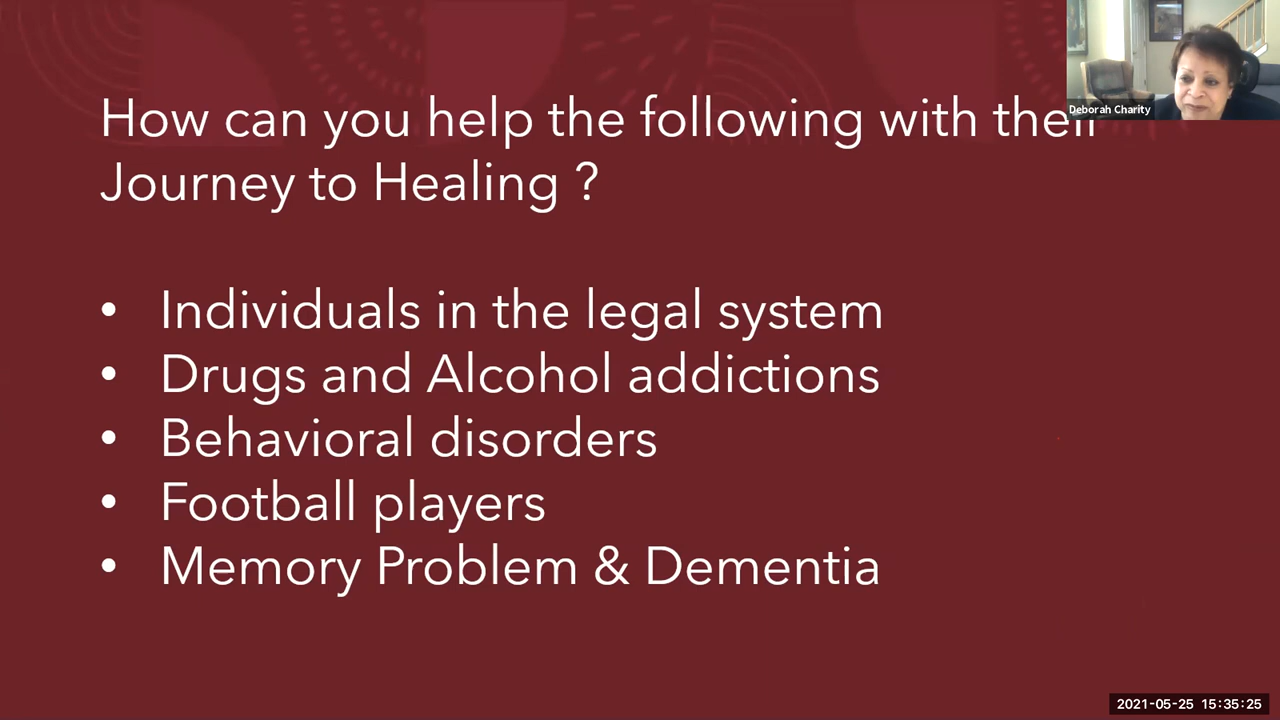 How can you help the following with their
Journey to Healing ?
• Individuals in the legal system
• Drugs and Alcohol addictions
• Behavioral disorders
• Football players
• Memory Problem & Dementia
Deborah Charity
2021-05-25 15:35:25